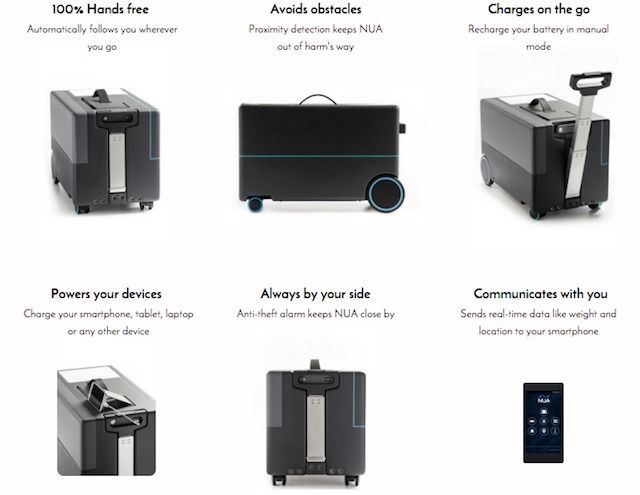 100% Hands free
Automatically follows you wherever
you go
Avoids obstacles
Proximity detection keeps NUA
out of harm's way
Charges on the go
Recharge your battery in manual
mode
Powers your devices
Charge your smartphone, tablet, laptop
or any other device
Always by your side
Anti-theft alarm keeps NUA close by
Communicates with you
Sends real-time data like weight and
location to your smartphone
NUA